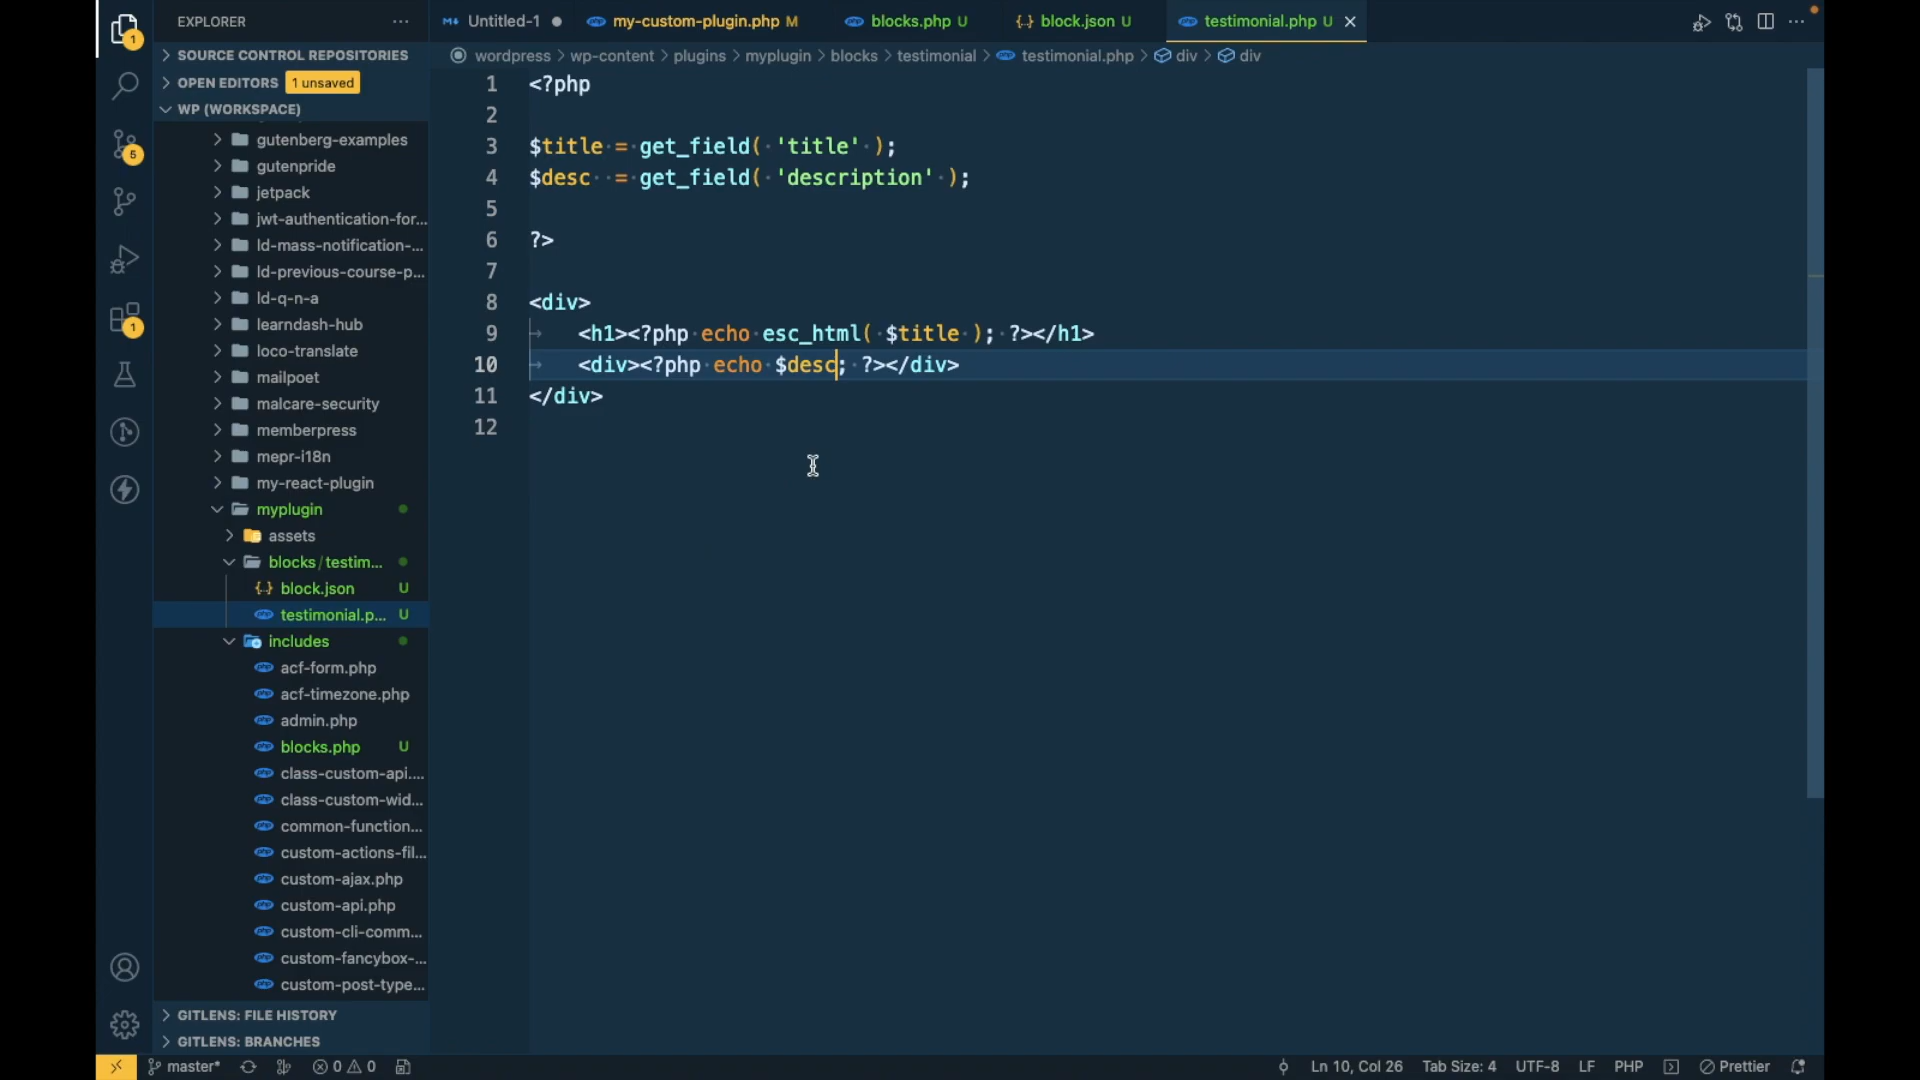 EXPLORER
Untitled-1
my-custom-plugin.php M
blocks.php U
block.json U
testimonial.php U
SOURCE CONTROL REPOSITORIES
OPEN EDITORS 1 unsaved
WP (WORKSPACE)
wordpress > wp-content > plugins > myplugin > blocks > testimonial > testimonial.php > div > div
gutenberg-examples
gutenpride
jetpack
jwt-authentication-for...
ld-mass-notification-...
ld-previous-course-p...
ld-q-n-a
learndash-hub
loco-translate
mailpoet
malcare-security
memberpress
mepr-i18n
my-react-plugin
myplugin
assets
blocks/testim...
block.json U
testimonial.p... U
includes
acf-form.php
acf-timezone.php
admin.php
blocks.php U
class-custom-api....
class-custom-wid...
common-function...
custom-actions-fil...
custom-ajax.php
custom-api.php
custom-cli-comm...
custom-fancybox-...
custom-post-type...
GITLENS: FILE HISTORY
GITLENS: BRANCHES
1
5
1
1 <?php
2
3 $title = get_field( 'title' );
4 $desc  = get_field( 'description' );
5
6 ?>
7
8 <div>
9 <h1><?php echo esc_html( $title ); ?></h1>
10 <div><?php echo $desc; ?></div>
11 </div>
12
master* 0 0
Ln 10, Col 26 Tab Size: 4 UTF-8 LF PHP Prettier